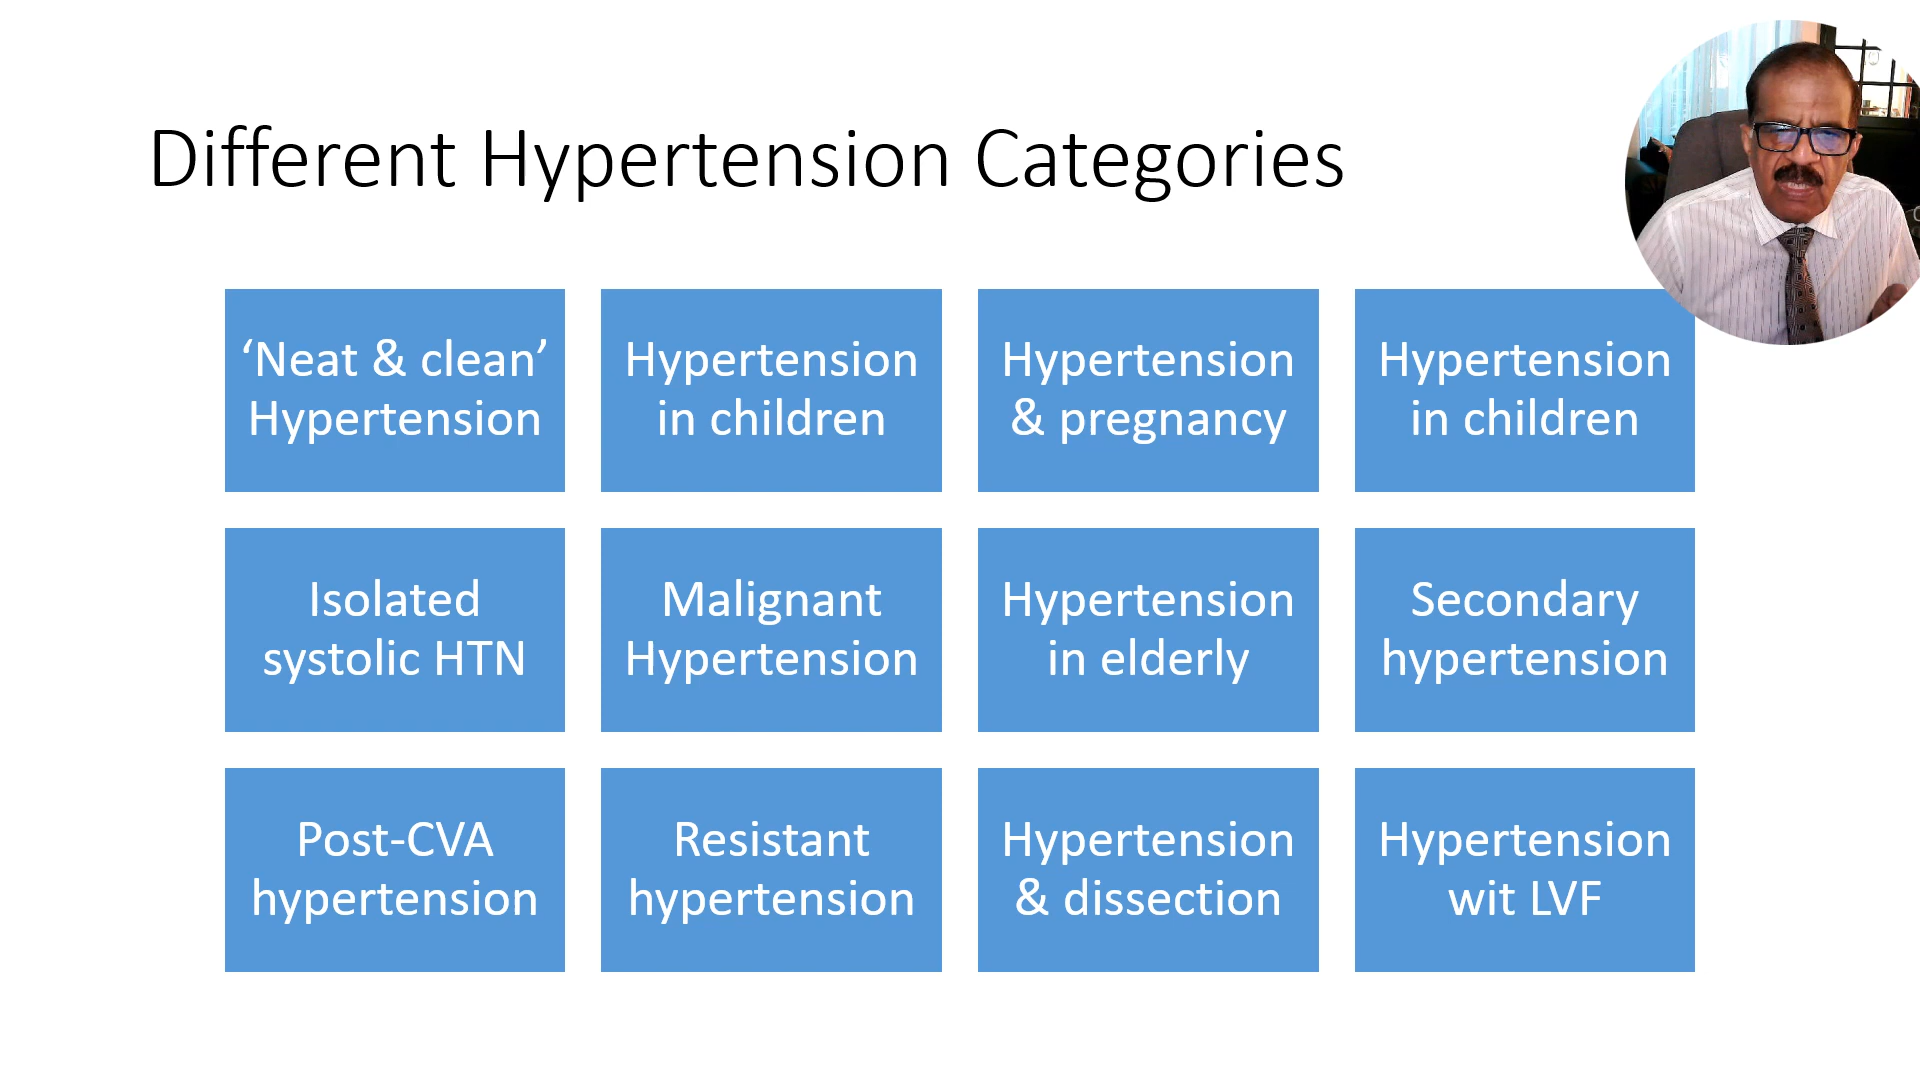 Different Hypertension Categories
‘Neat & clean’
Hypertension
Hypertension
in children
Hypertension
& pregnancy
Hypertension
in children
Isolated
systolic HTN
Malignant
Hypertension
Hypertension
in elderly
Secondary
hypertension
Post-CVA
hypertension
Resistant
hypertension
Hypertension
& dissection
Hypertension
wit LVF